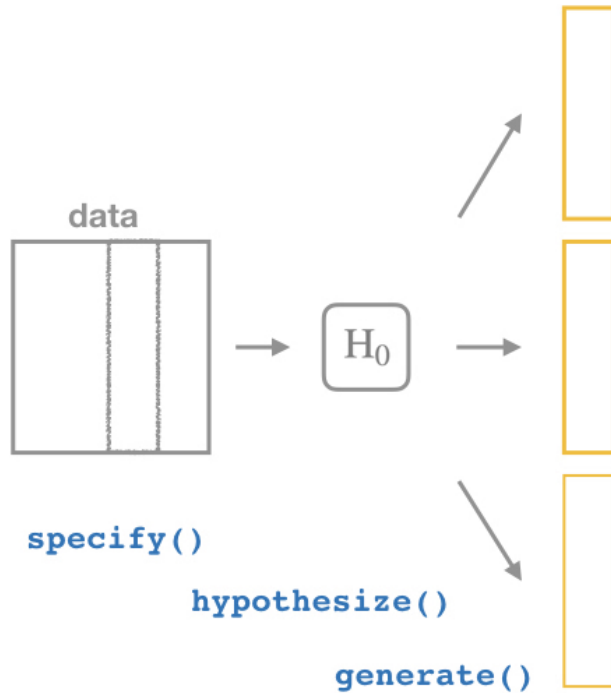 data
H₀
specify()
hypothesize()
generate()